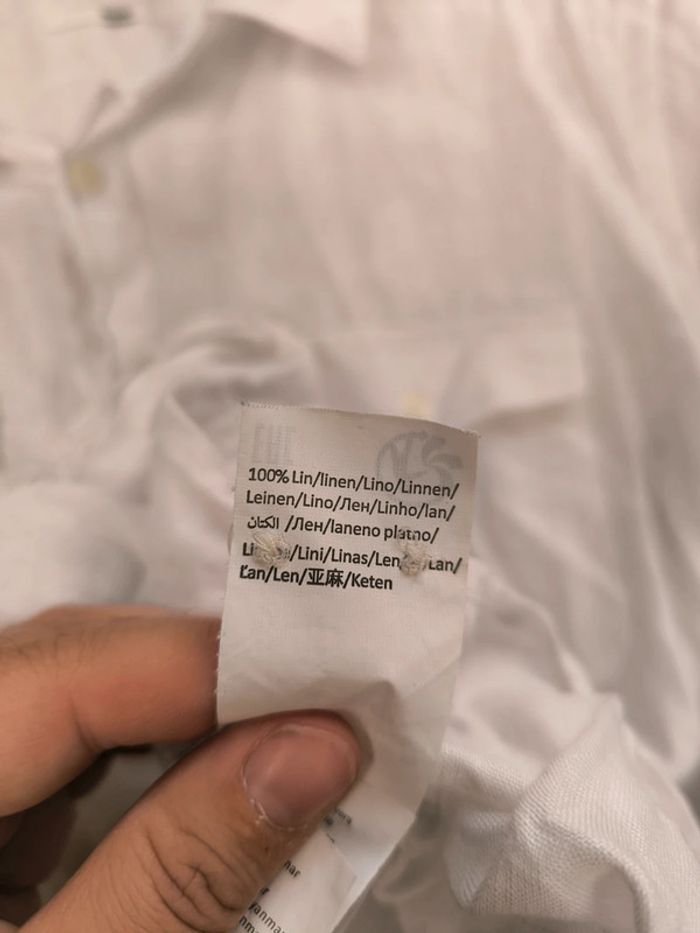 100% Lin/linen/Lino/Linnen/
Leinen/Lino/Лен/Linho/lan/
الكتان /Лен/laneno platno/
/Lini/Linas/Len Lan/
Ľan/Len/亚麻/Keten